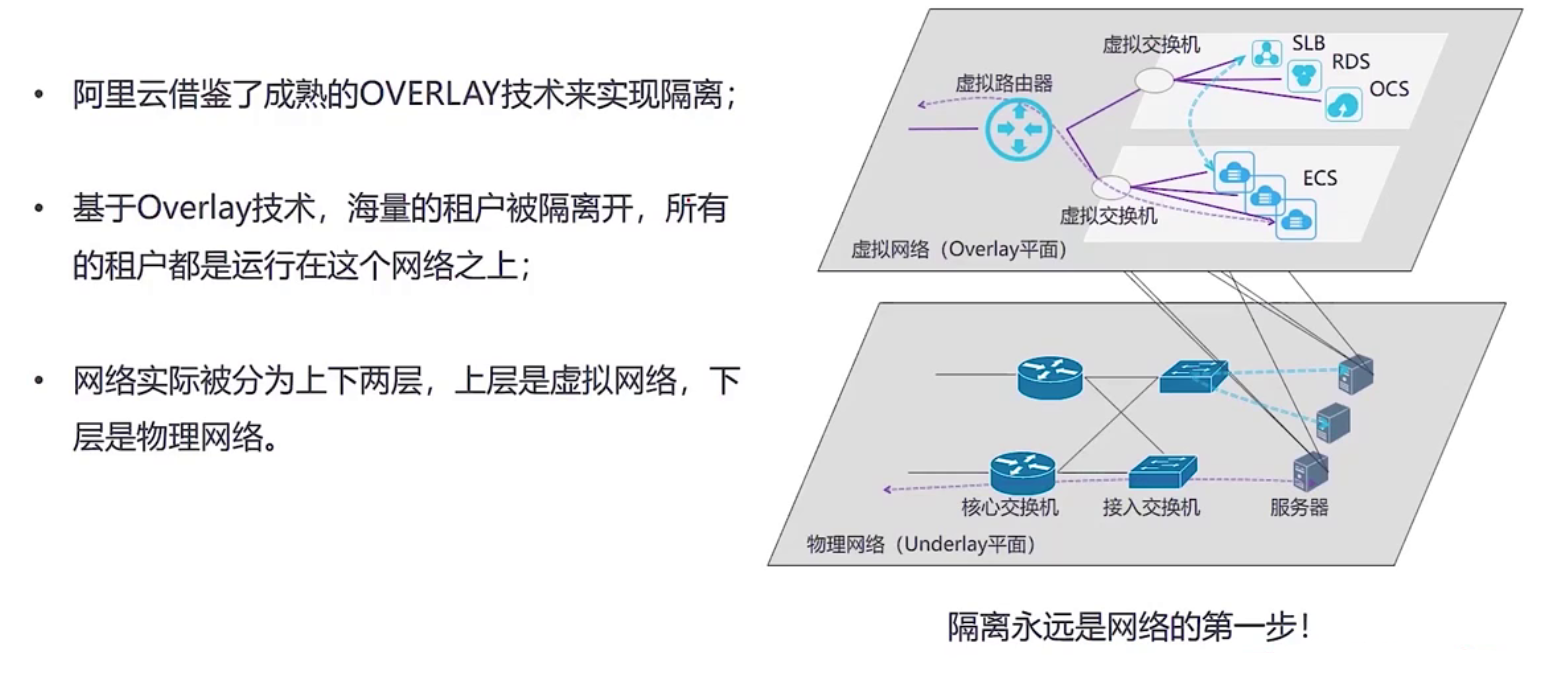 • 阿里云借鉴了成熟的OVERLAY技术来实现隔离；
• 基于Overlay技术，海量的租户被隔离开，所有
的租户都是运行在这个网络之上；
• 网络实际被分为上下两层，上层是虚拟网络，下
层是物理网络。
虚拟交换机
SLB
RDS
OCS
虚拟路由器
ECS
虚拟交换机
虚拟网络（Overlay平面）
核心交换机
接入交换机
服务器
物理网络（Underlay平面）
隔离永远是网络的第一步！